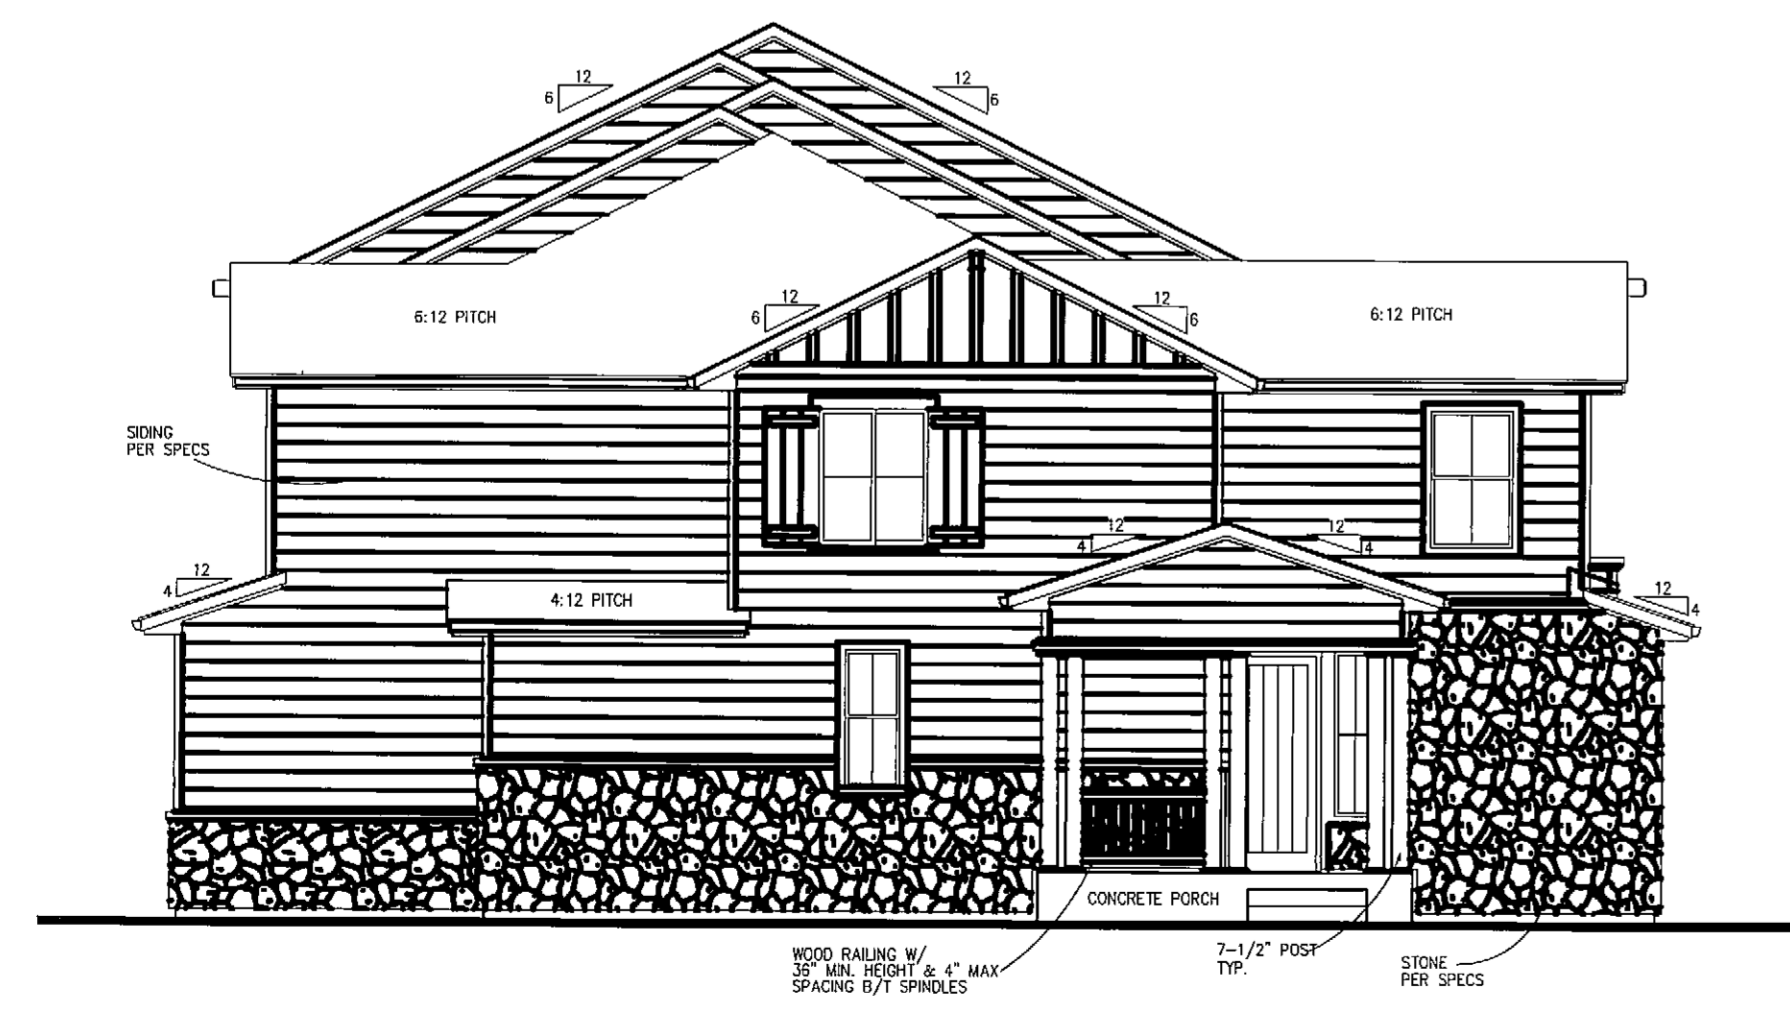 12
6
12
6
12
6
12
6
6:12 PITCH
6:12 PITCH
SIDING
PER SPECS
12
4
12
4
12
4
4:12 PITCH
12
4
CONCRETE PORCH
WOOD RAILING W/
36" MIN. HEIGHT & 4" MAX
SPACING B/T SPINDLES
7-1/2" POST
TYP.
STONE
PER SPECS